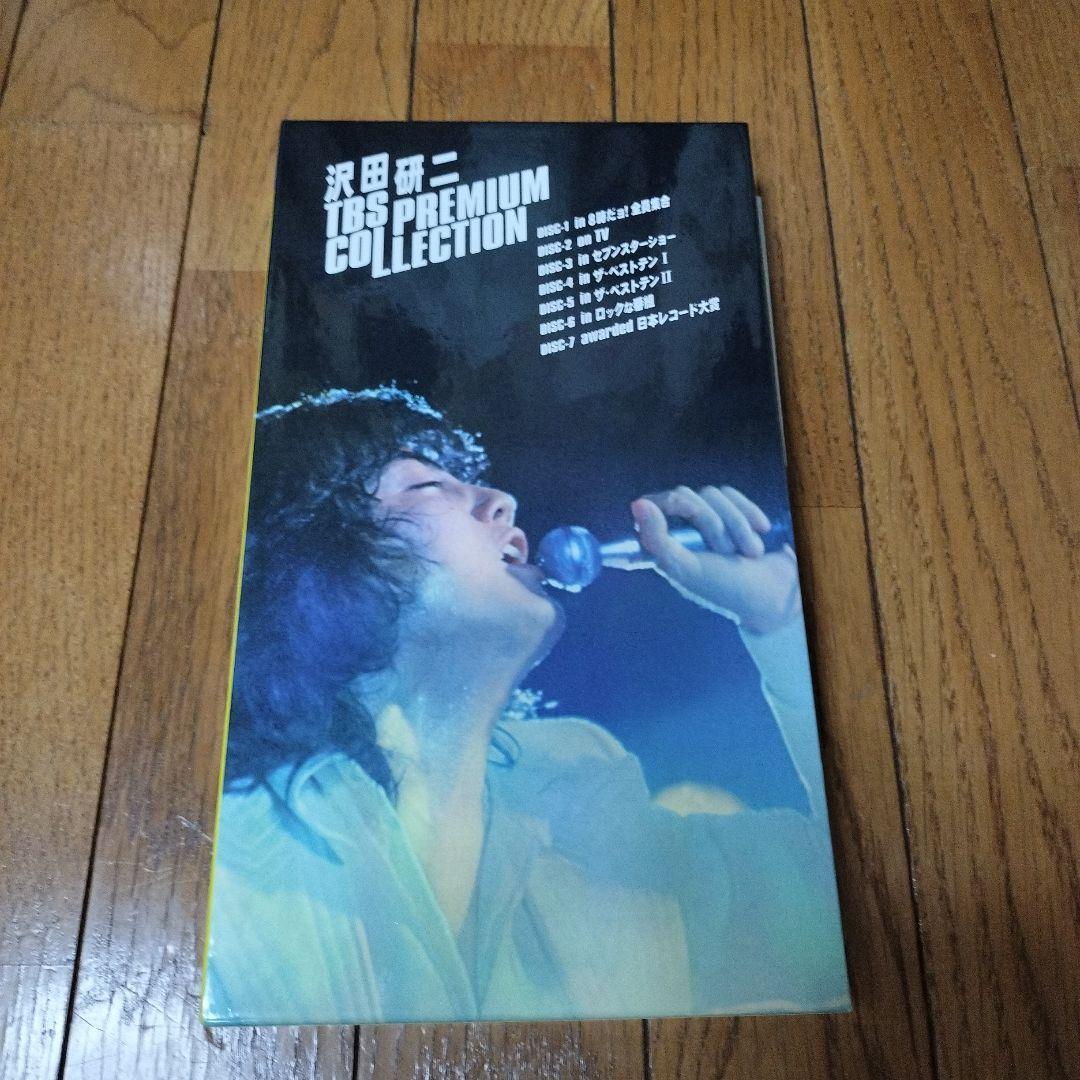 沢田研二
TBS PREMIUM
COLLECTION
DISC-1 in 8時だョ!全員集合
DISC-2 on TV
DISC-3 in セブンスターショー
DISC-4 in ザ・ベストテン I
DISC-5 in ザ・ベストテン II
DISC-6 in ロックな番組
DISC-7 awarded 日本レコード大賞